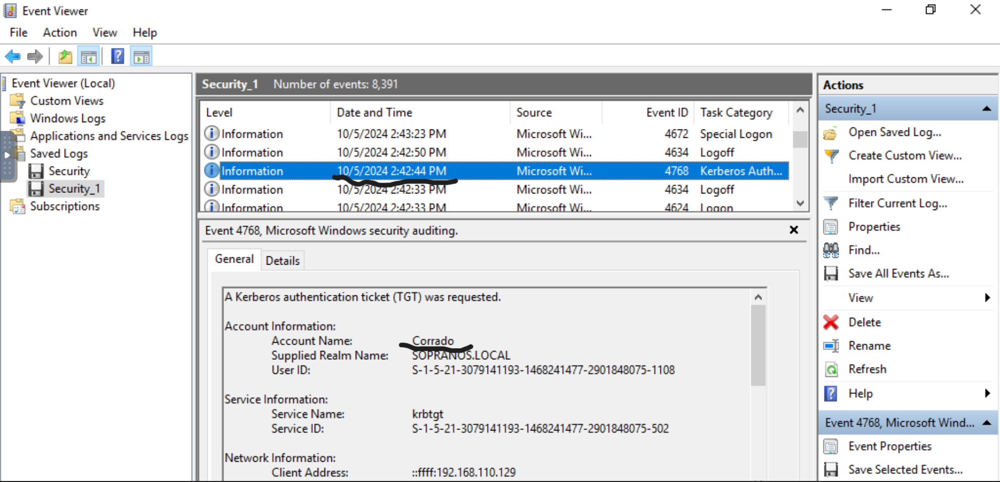 Event Viewer
File Action View Help
Event Viewer (Local)
Custom Views
Windows Logs
Applications and Services Logs
Saved Logs
Security
Security_1
Subscriptions
Security_1 Number of events: 8,391
Level Date and Time Source Event ID Task Category
Information 10/5/2024 2:43:23 PM Microsoft Wi... 4672 Special Logon
Information 10/5/2024 2:42:50 PM Microsoft Wi... 4634 Logoff
Information 10/5/2024 2:42:44 PM Microsoft Wi... 4768 Kerberos Auth...
Information 10/5/2024 2:42:33 PM Microsoft Wi... 4634 Logoff
Information 10/5/2024 2:42:33 PM Microsoft Wi... 4624 Logon
Event 4768, Microsoft Windows security auditing.
General Details
A Kerberos authentication ticket (TGT) was requested.
Account Information:
Account Name: Corrado
Supplied Realm Name: SOPRANOS.LOCAL
User ID: S-1-5-21-3079141193-1468241477-2901848075-1108
Service Information:
Service Name: krbtgt
Service ID: S-1-5-21-3079141193-1468241477-2901848075-502
Network Information:
Client Address: ::ffff:192.168.110.129
Actions
Security_1
Open Saved Log...
Create Custom View...
Import Custom View...
Filter Current Log...
Properties
Find...
Save All Events As...
View
Delete
Rename
Refresh
Help
Event 4768, Microsoft Wind...
Event Properties
Save Selected Events...